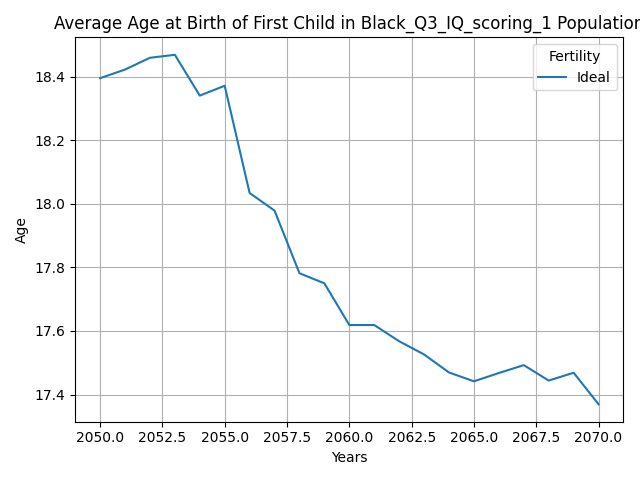 Average Age at Birth of First Child in Black_Q3_IQ_scoring_1 Population
Fertility
Ideal
18.4
18.2
18.0
17.8
17.6
17.4
Age
2050.0 2052.5 2055.0 2057.5 2060.0 2062.5 2065.0 2067.5 2070.0
Years